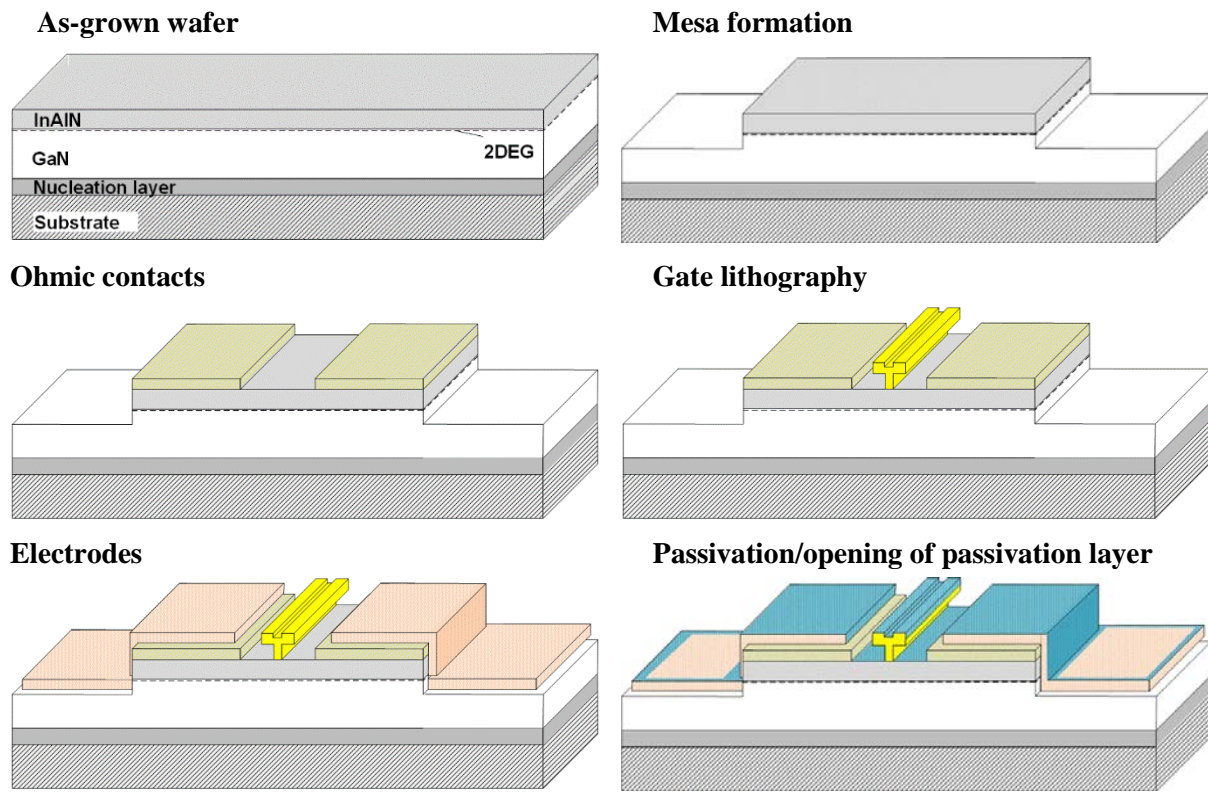 As-grown wafer
Mesa formation
InAlN
2DEG
GaN
Nucleation layer
Substrate
Ohmic contacts
Gate lithography
Electrodes
Passivation/opening of passivation layer